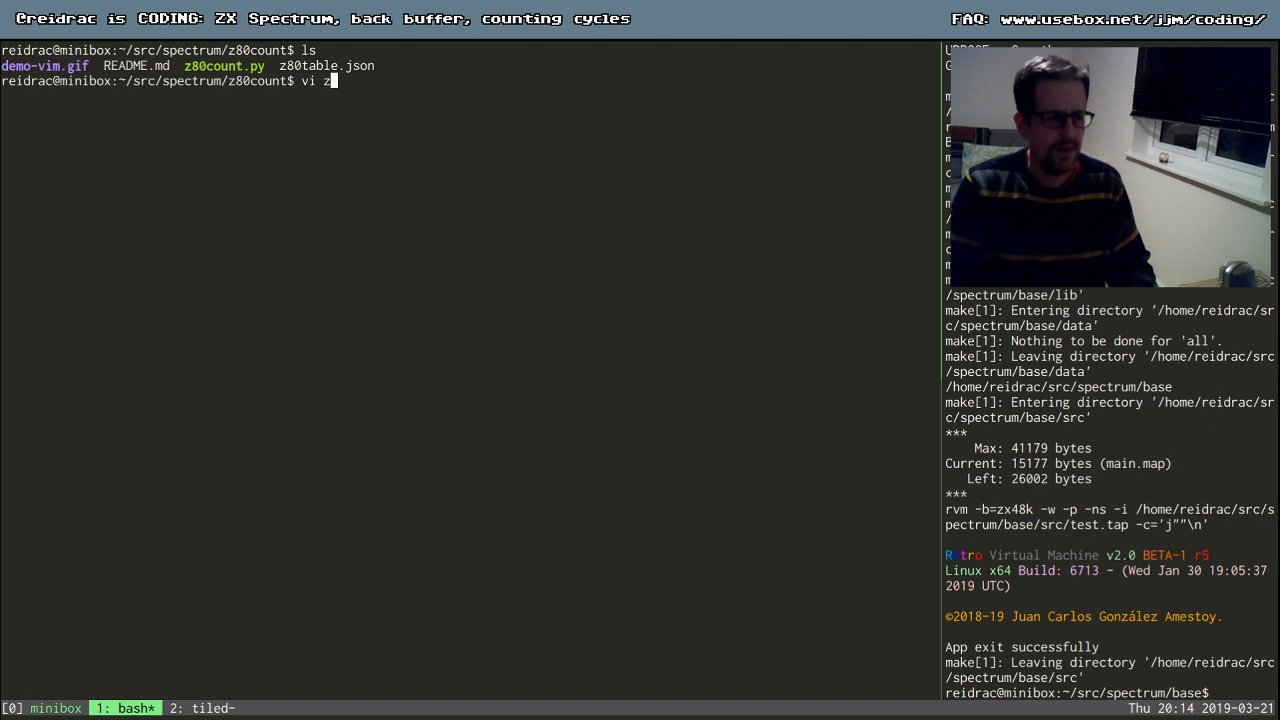 @reidrac is CODING: ZX Spectrum, back buffer, counting cycles
FAQ: www.usebox.net/jjm/coding/
reidrac@minibox:~/src/spectrum/z80count$ ls
demo-vim.gif  README.md  z80count.py  z80table.json
reidrac@minibox:~/src/spectrum/z80count$ vi z
/spectrum/base/lib'
make[1]: Entering directory '/home/reidrac/sr
c/spectrum/base/data'
make[1]: Nothing to be done for 'all'.
make[1]: Leaving directory '/home/reidrac/src
/spectrum/base/data'
/home/reidrac/src/spectrum/base
make[1]: Entering directory '/home/reidrac/sr
c/spectrum/base/src'
***
Max: 41179 bytes
Current: 15177 bytes (main.map)
Left: 26002 bytes
***
rvm -b=zx48k -w -p -ns -i /home/reidrac/src/s
pectrum/base/src/test.tap -c='j""\n'
Retro Virtual Machine v2.0 BETA-1 r5
Linux x64 Build: 6713 - (Wed Jan 30 19:05:37
2019 UTC)
©2018-19 Juan Carlos González Amestoy.
App exit successfully
make[1]: Leaving directory '/home/reidrac/src
/spectrum/base/src'
reidrac@minibox:~/src/spectrum/base$
[0] minibox 1: bash* 2: tiled-
Thu 20:14 2019-03-21